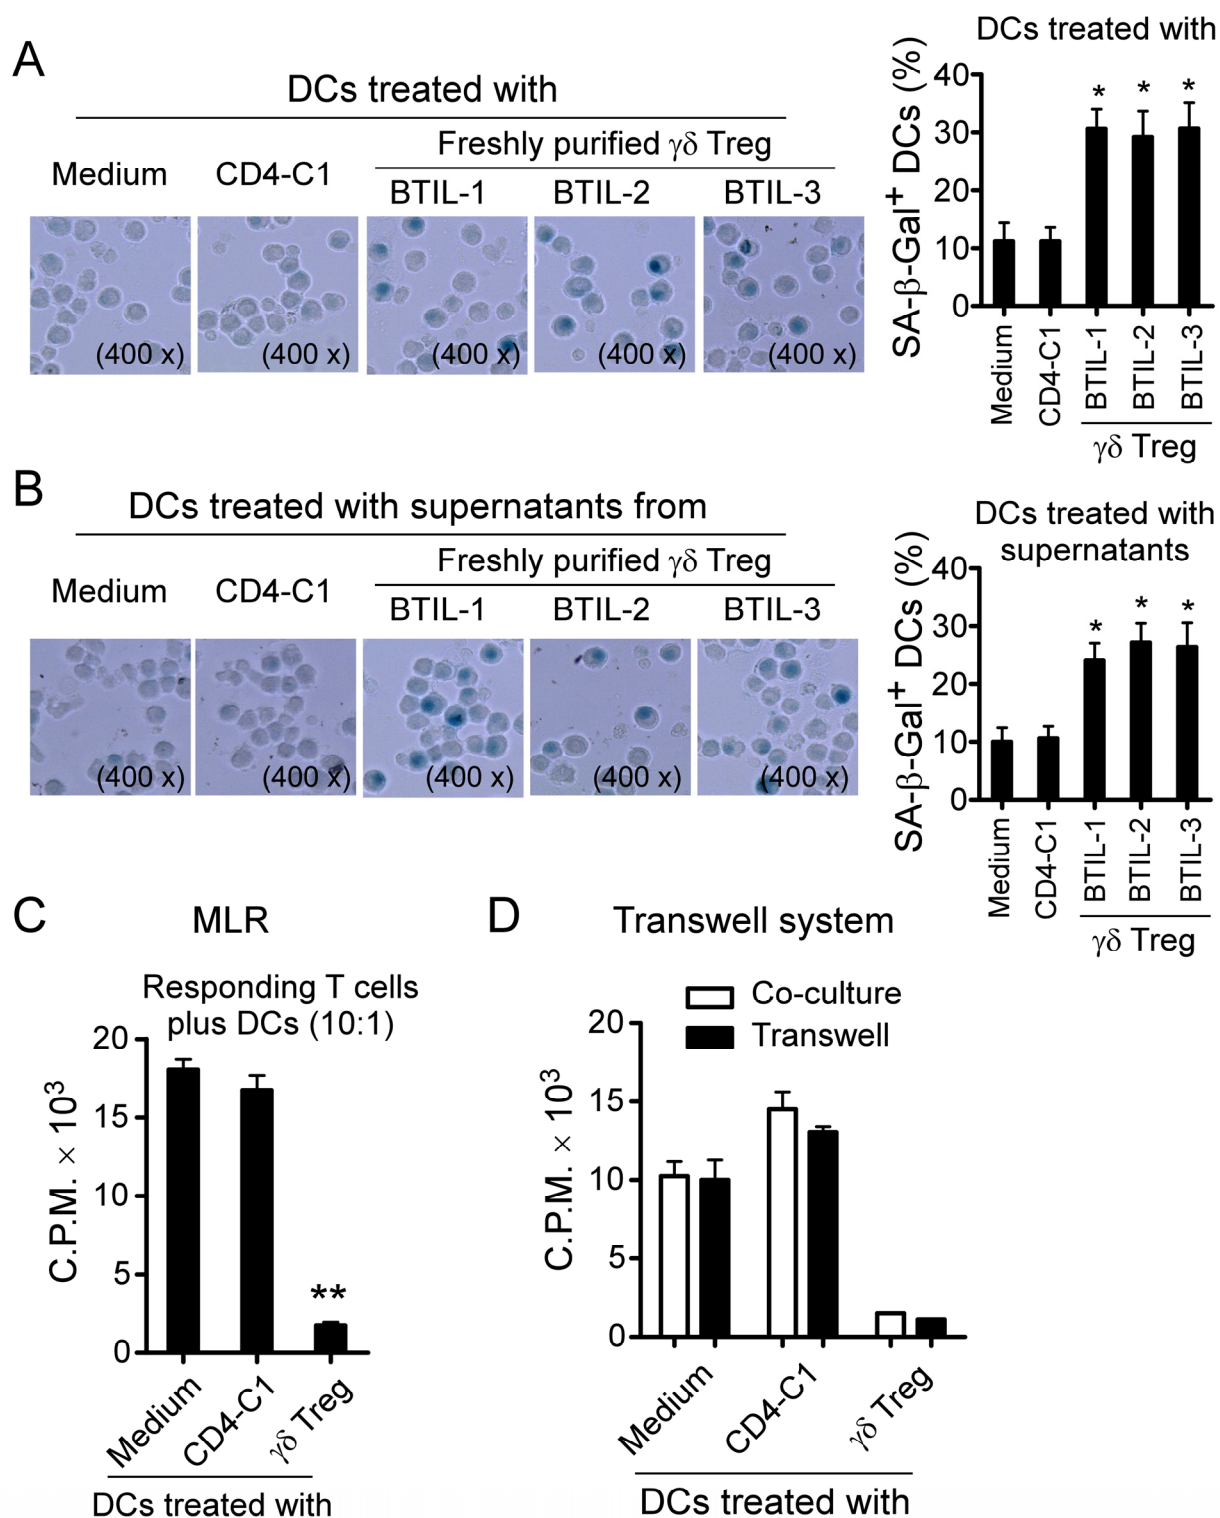 A
DCs treated with
Medium
CD4-C1
Freshly purified γδ Treg
BTIL-1
BTIL-2
BTIL-3
(400 x)
(400 x)
(400 x)
(400 x)
(400 x)
DCs treated with
SA-β-Gal+ DCs (%)
40
30
20
10
0
* * *
Medium
CD4-C1
BTIL-1
BTIL-2
BTIL-3
γδ Treg
B
DCs treated with supernatants from
Medium
CD4-C1
Freshly purified γδ Treg
BTIL-1
BTIL-2
BTIL-3
(400 x)
(400 x)
(400 x)
(400 x)
(400 x)
DCs treated with
supernatants
SA-β-Gal+ DCs (%)
40
30
20
10
0
* * *
Medium
CD4-C1
BTIL-1
BTIL-2
BTIL-3
γδ Treg
C
MLR
Responding T cells
plus DCs (10:1)
C.P.M. × 10³
20
15
10
5
0
**
Medium
CD4-C1
γδ Treg
DCs treated with
D
Transwell system
Co-culture
Transwell
C.P.M. × 10³
20
15
10
5
0
Medium
CD4-C1
γδ Treg
DCs treated with